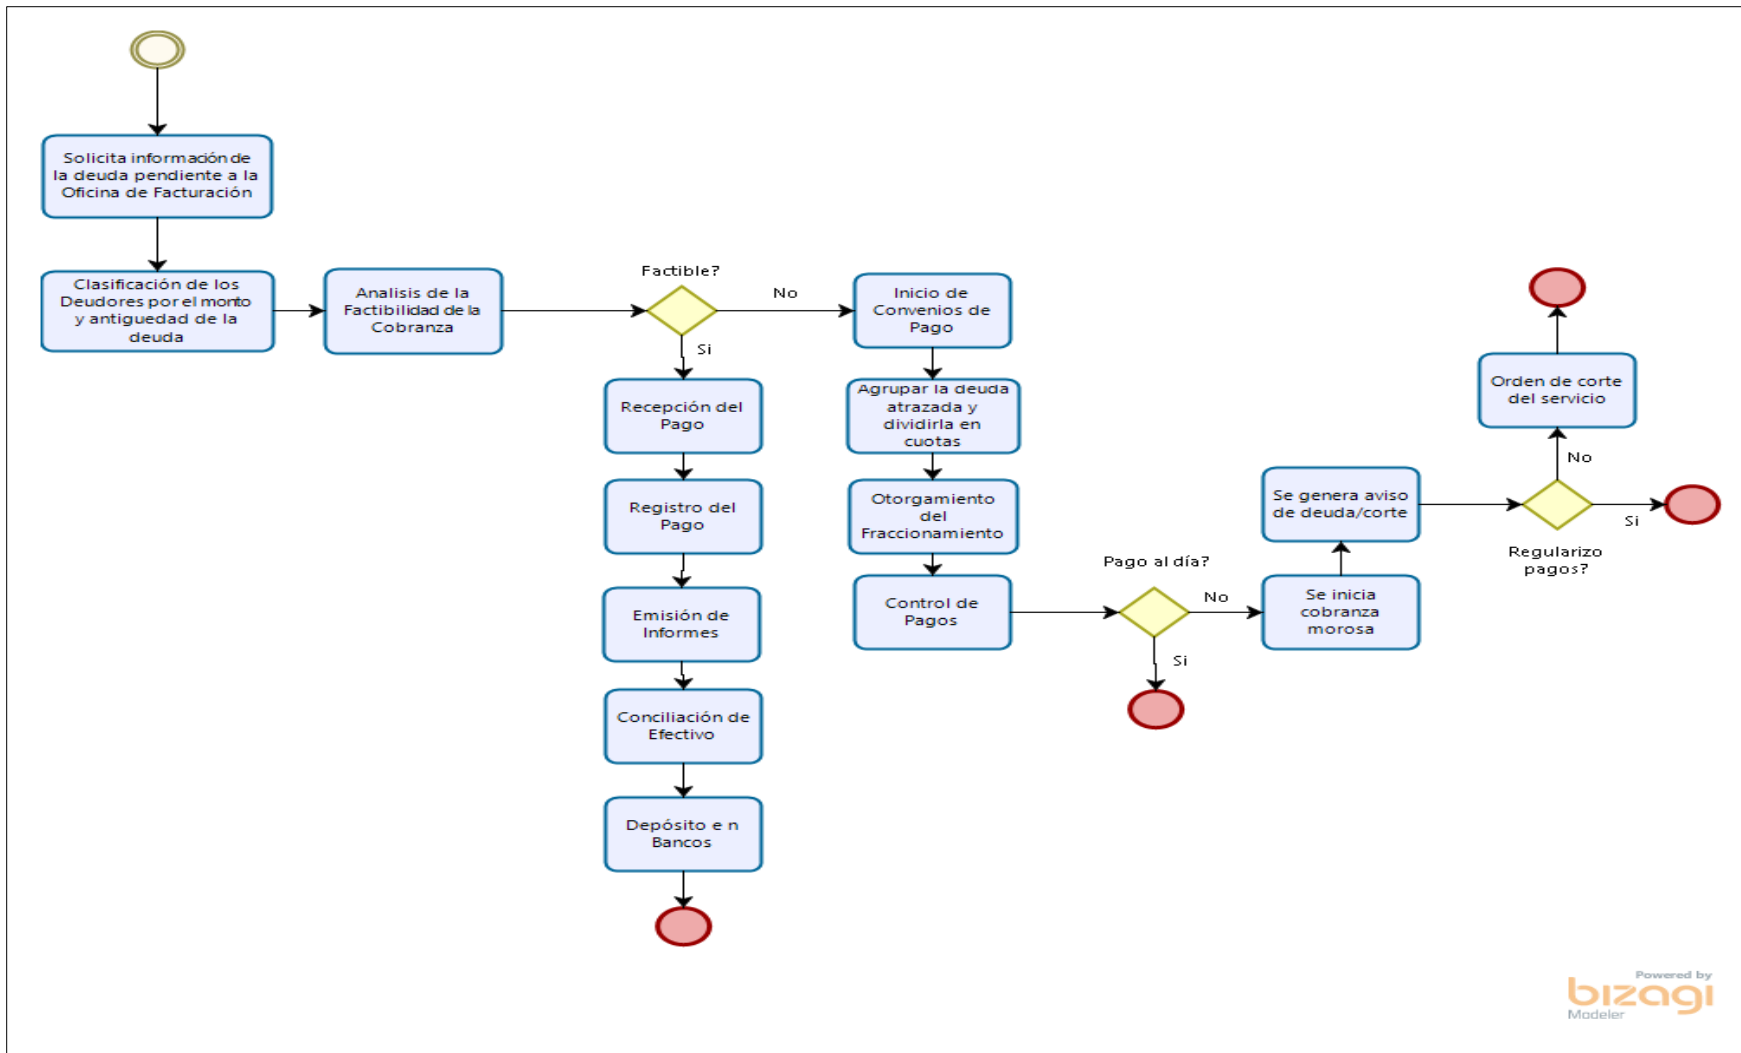 Solicita información de
la deuda pendiente a la
Oficina de Facturación
Clasificación de los
Deudores por el monto
y antiguedad de la
deuda
Analisis de la
Factibilidad de la
Cobranza
Factible?
No
Si
Recepción del
Pago
Registro del
Pago
Emisión de
Informes
Conciliación de
Efectivo
Depósito e n
Bancos
Inicio de
Convenios de
Pago
Agrupar la deuda
atrazada y
dividirla en
cuotas
Otorgamiento
del
Fraccionamiento
Control de
Pagos
Pago al día?
No
Si
Se inicia
cobranza
morosa
Se genera aviso
de deuda/corte
Regularizo
pagos?
No
Si
Orden de corte
del servicio
Powered by
bizagi
Modeler